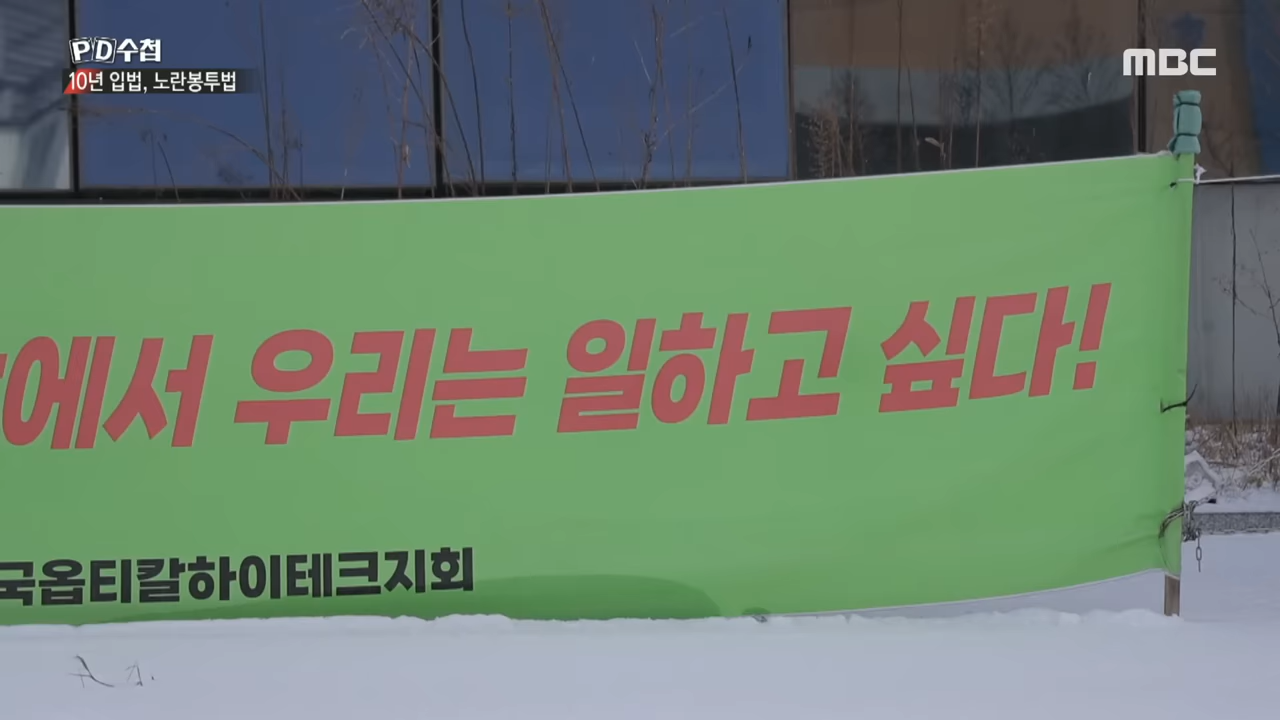 PD수첩
MBC
10년 입법, 노란봉투법
에서 우리는 일하고 싶다!
국옵티칼하이테크지회